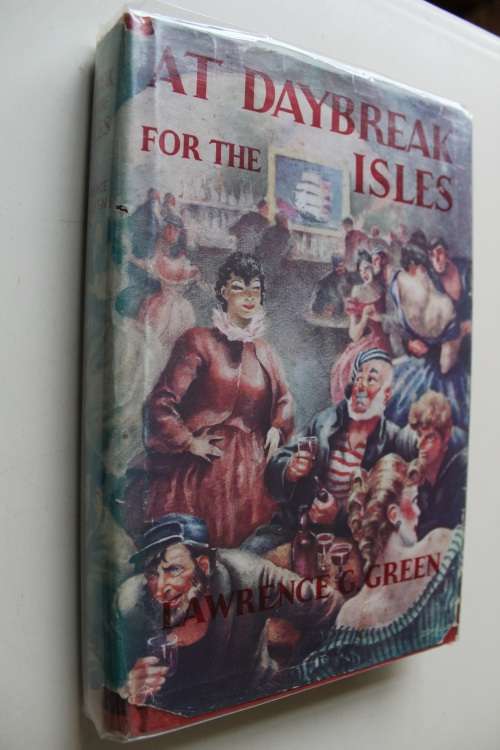 AT DAYBREAK
FOR THE
ISLES
LAWRENCE G. GREEN